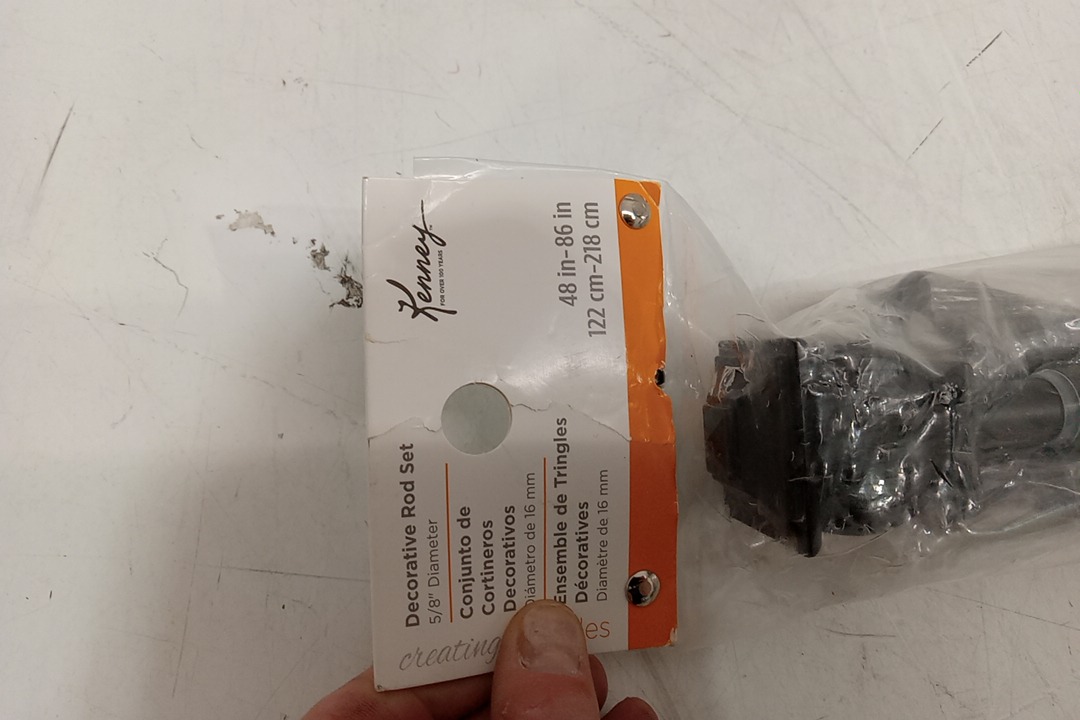 Kenney
FOR OVER 100 YEARS
48 in-86 in
122 cm-218 cm
Decorative Rod Set
5/8" Diameter
Conjunto de
Cortineros
Decorativos
Diámetro de 16 mm
Ensemble de Tringles
Décoratives
Diamètre de 16 mm
creating